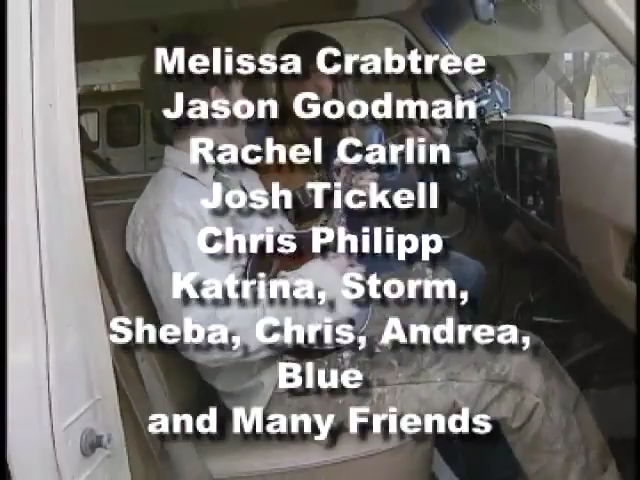 Melissa Crabtree
Jason Goodman
Rachel Carlin
Josh Tickell
Chris Philipp
Katrina, Storm,
Sheba, Chris, Andrea,
Blue
and Many Friends